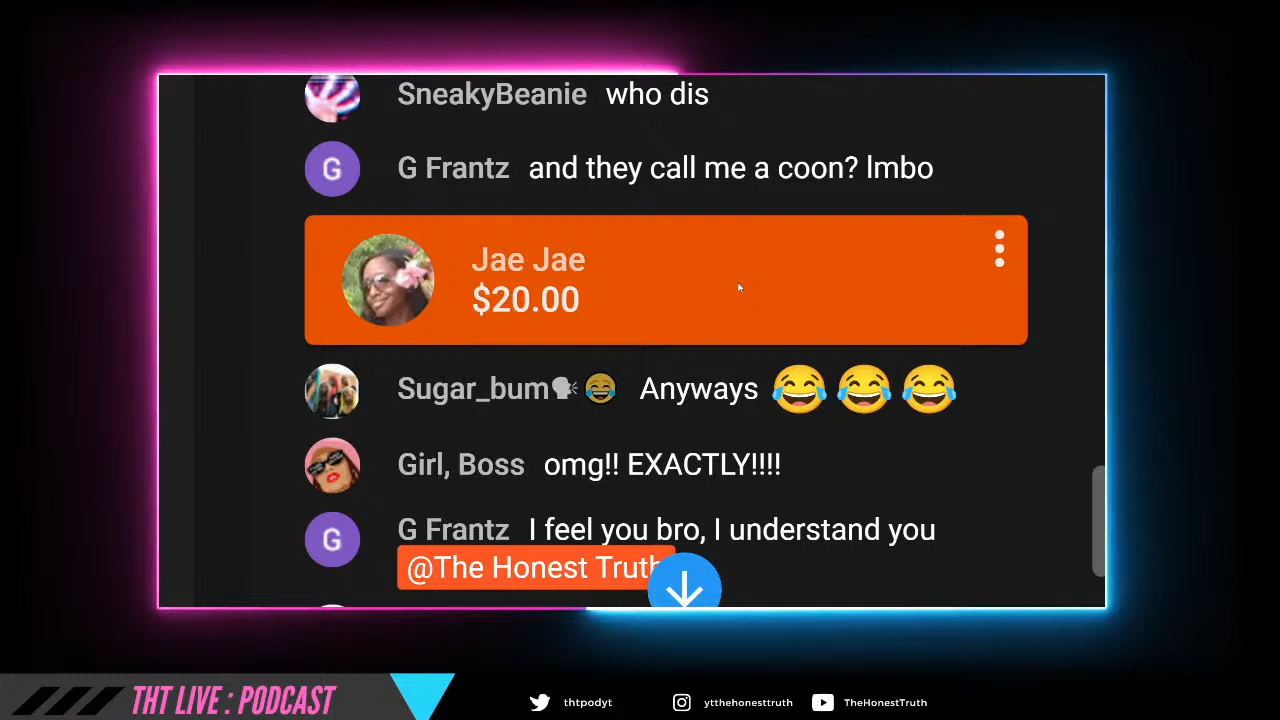 SneakyBeanie who dis
G Frantz and they call me a coon? lmbo
Jae Jae
$20.00
Sugar_bum🗣😂 Anyways 😂😂😂
Girl, Boss omg!! EXACTLY!!!!
G Frantz I feel you bro, I understand you
@The Honest Truth
THT LIVE : PODCAST
thtpodyt
ytthehonesttruth
TheHonestTruth